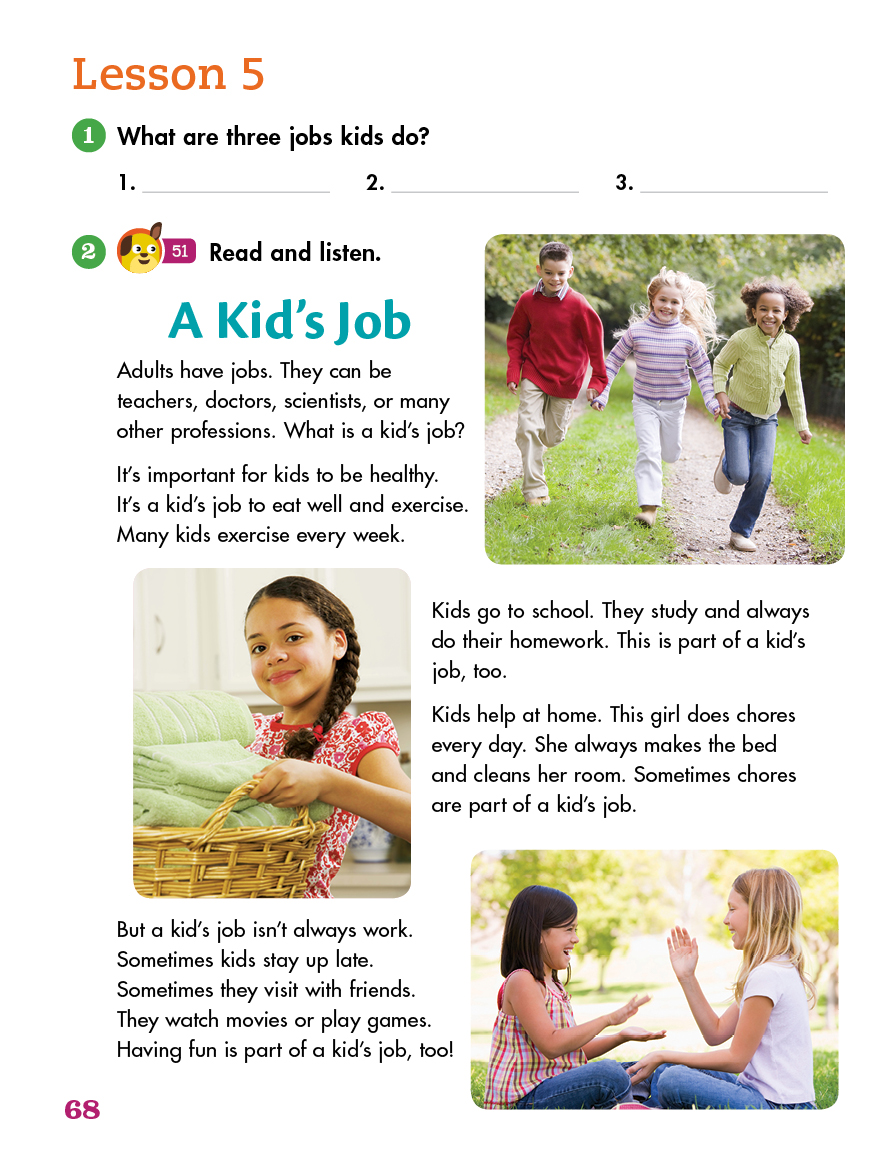 Lesson 5
1 What are three jobs kids do?
1. 2. 3.
2 51 Read and listen.
A Kid's Job
Adults have jobs. They can be
teachers, doctors, scientists, or many
other professions. What is a kid's job?
It's important for kids to be healthy.
It's a kid's job to eat well and exercise.
Many kids exercise every week.
Kids go to school. They study and always
do their homework. This is part of a kid's
job, too.
Kids help at home. This girl does chores
every day. She always makes the bed
and cleans her room. Sometimes chores
are part of a kid's job.
But a kid's job isn't always work.
Sometimes kids stay up late.
Sometimes they visit with friends.
They watch movies or play games.
Having fun is part of a kid's job, too!
68